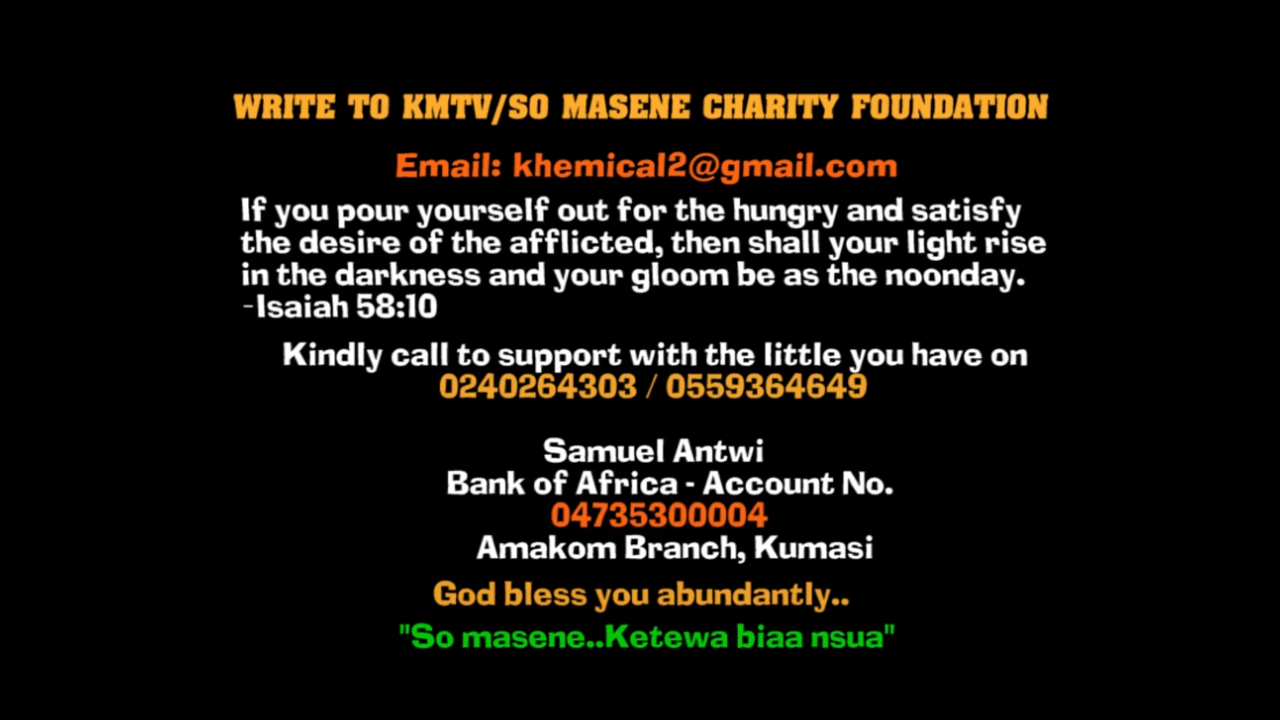 WRITE TO KMTV/SO MASENE CHARITY FOUNDATION
Email: khemical2@gmail.com
If you pour yourself out for the hungry and satisfy
the desire of the afflicted, then shall your light rise
in the darkness and your gloom be as the noonday.
-Isaiah 58:10
Kindly call to support with the little you have on
0240264303 / 0559364649
Samuel Antwi
Bank of Africa - Account No.
04735300004
Amakom Branch, Kumasi
God bless you abundantly..
"So masene..Ketewa biaa nsua"